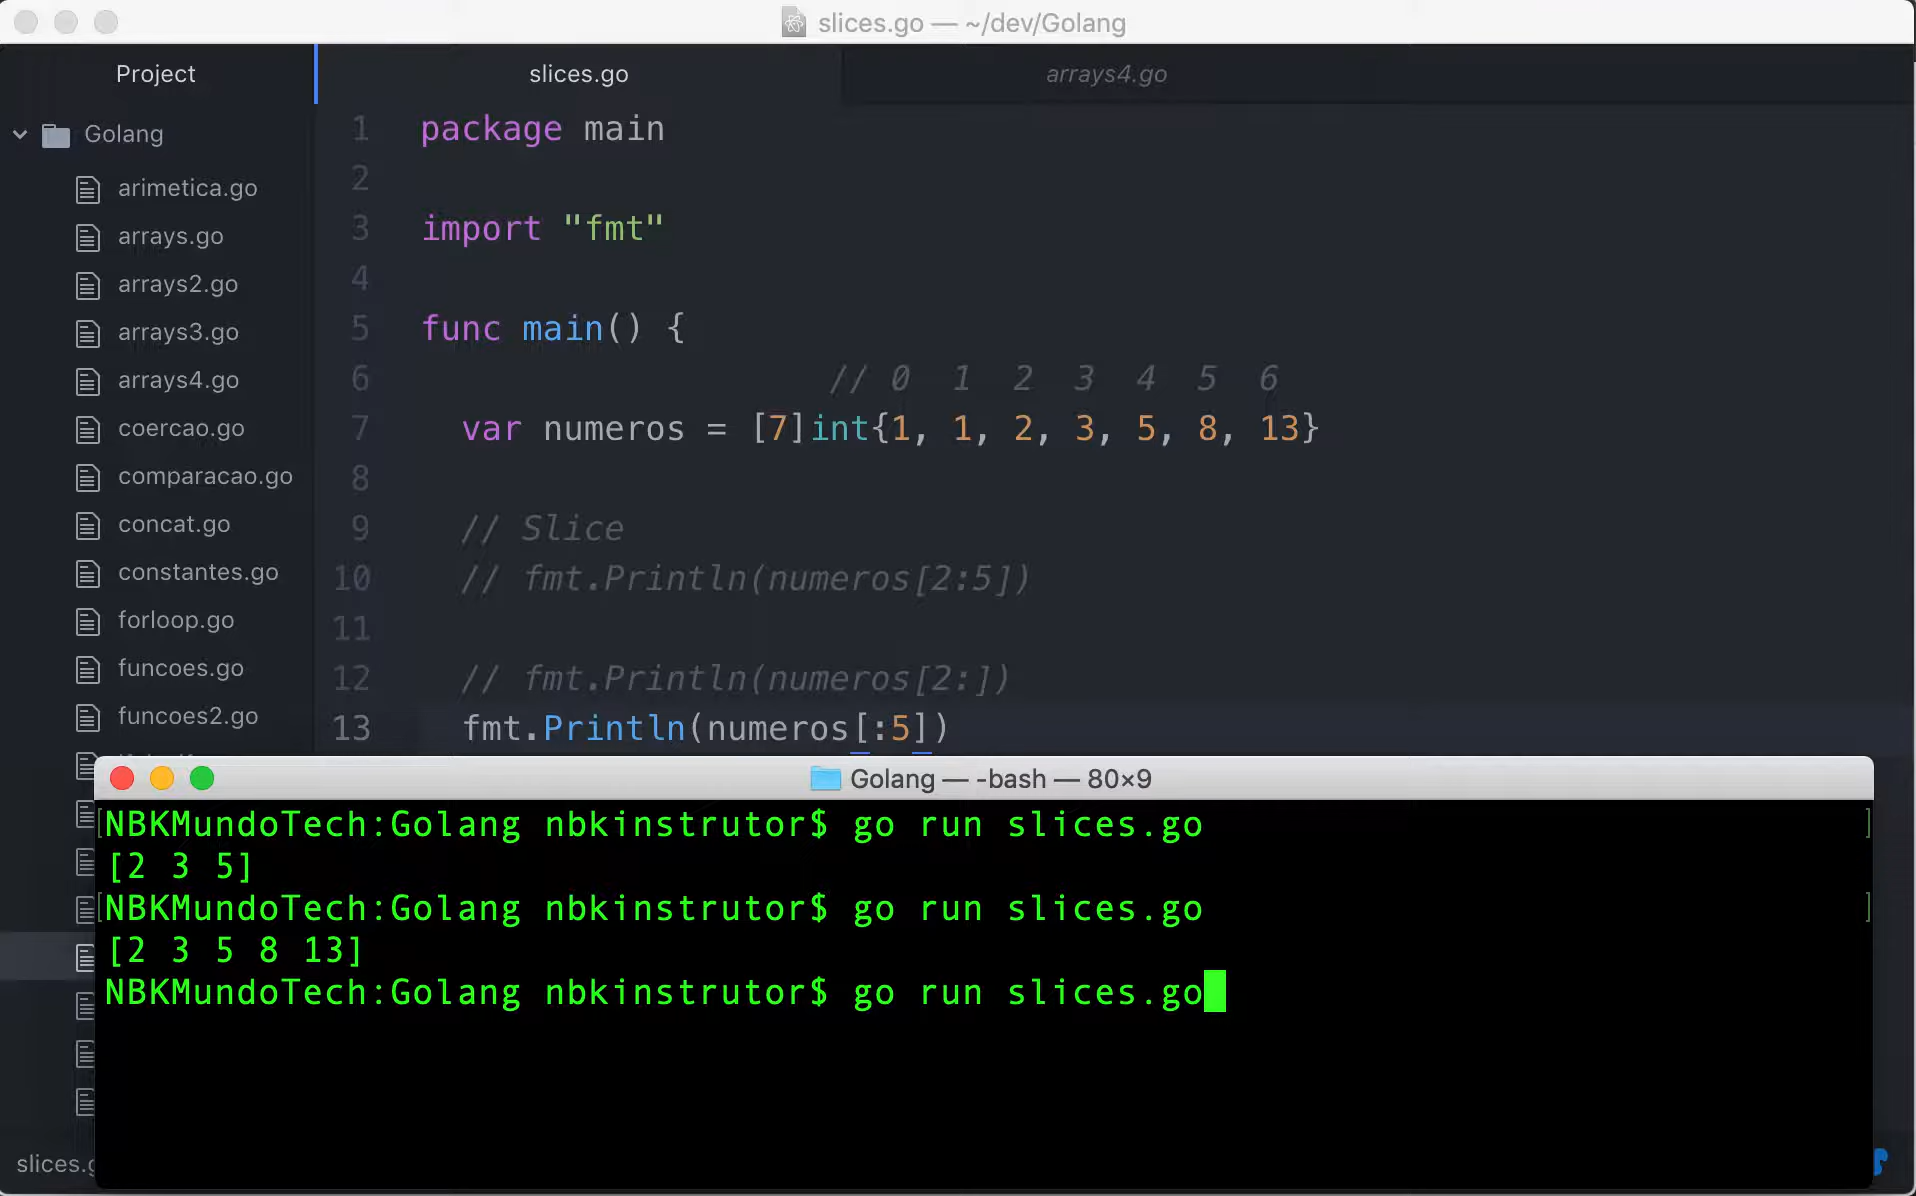 slices.go — ~/dev/Golang
Project
slices.go
arrays4.go
Golang
arimetica.go
arrays.go
arrays2.go
arrays3.go
arrays4.go
coercao.go
comparacao.go
concat.go
constantes.go
forloop.go
funcoes.go
funcoes2.go
1 package main
2
3 import "fmt"
4
5 func main() {
6 // 0 1 2 3 4 5 6
7 var numeros = [7]int{1, 1, 2, 3, 5, 8, 13}
8
9 // Slice
10 // fmt.Println(numeros[2:5])
11
12 // fmt.Println(numeros[2:])
13 fmt.Println(numeros[:5])
Golang — -bash — 80×9
[NBKMundoTech:Golang nbkinstrutor$ go run slices.go ]
[2 3 5]
[NBKMundoTech:Golang nbkinstrutor$ go run slices.go ]
[2 3 5 8 13]
NBKMundoTech:Golang nbkinstrutor$ go run slices.go
slices.g